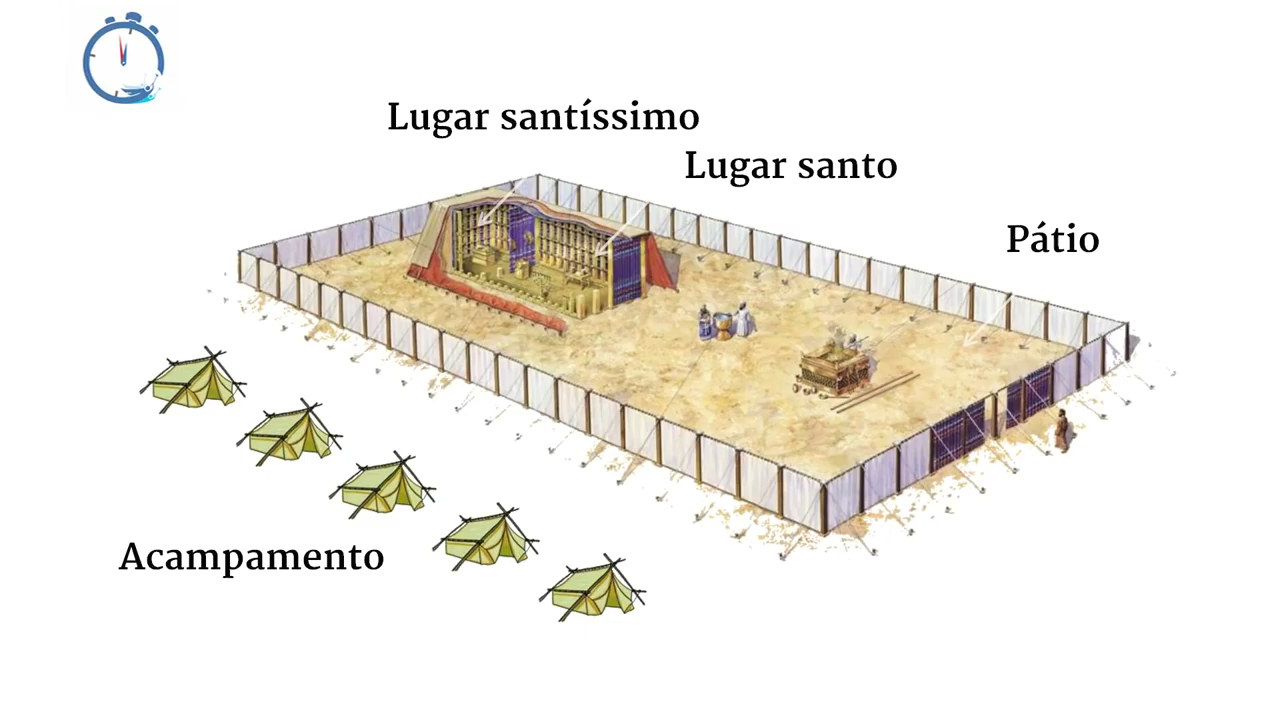 Lugar santíssimo
Lugar santo
Pátio
Acampamento